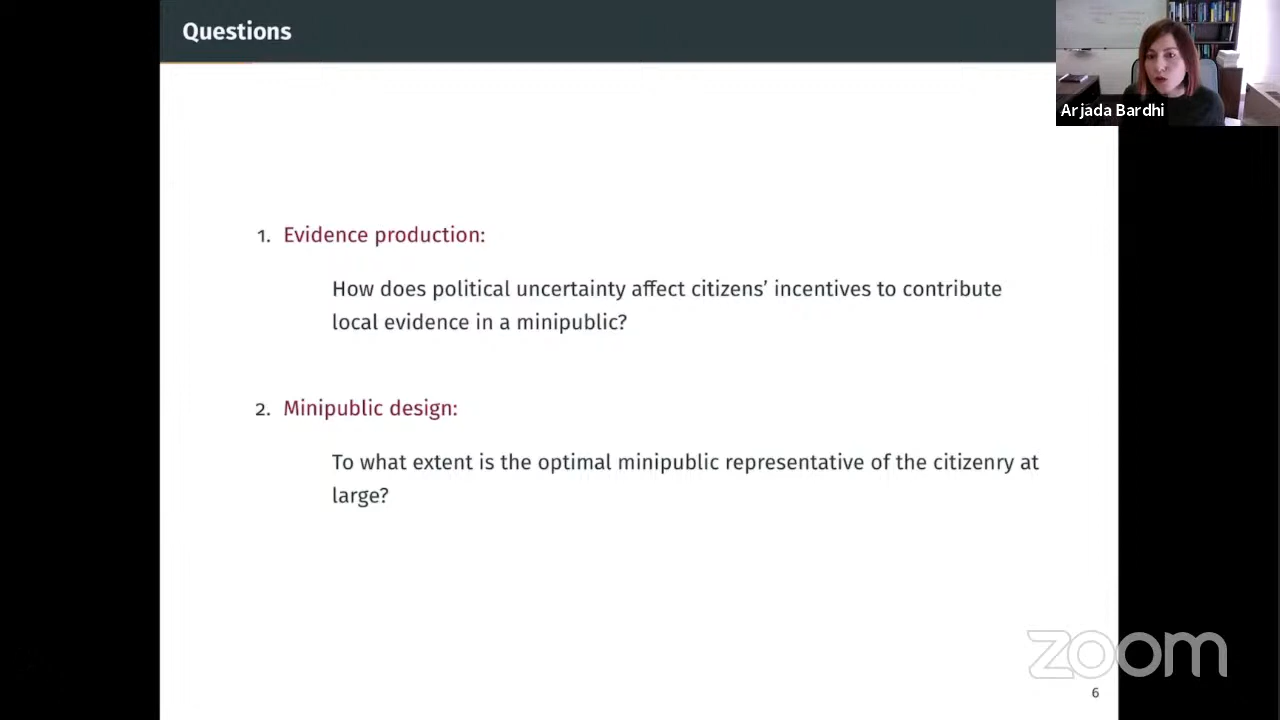 Questions
Arjada Bardhi
1. Evidence production:
How does political uncertainty affect citizens’ incentives to contribute
local evidence in a minipublic?
2. Minipublic design:
To what extent is the optimal minipublic representative of the citizenry at
large?
zoom
6